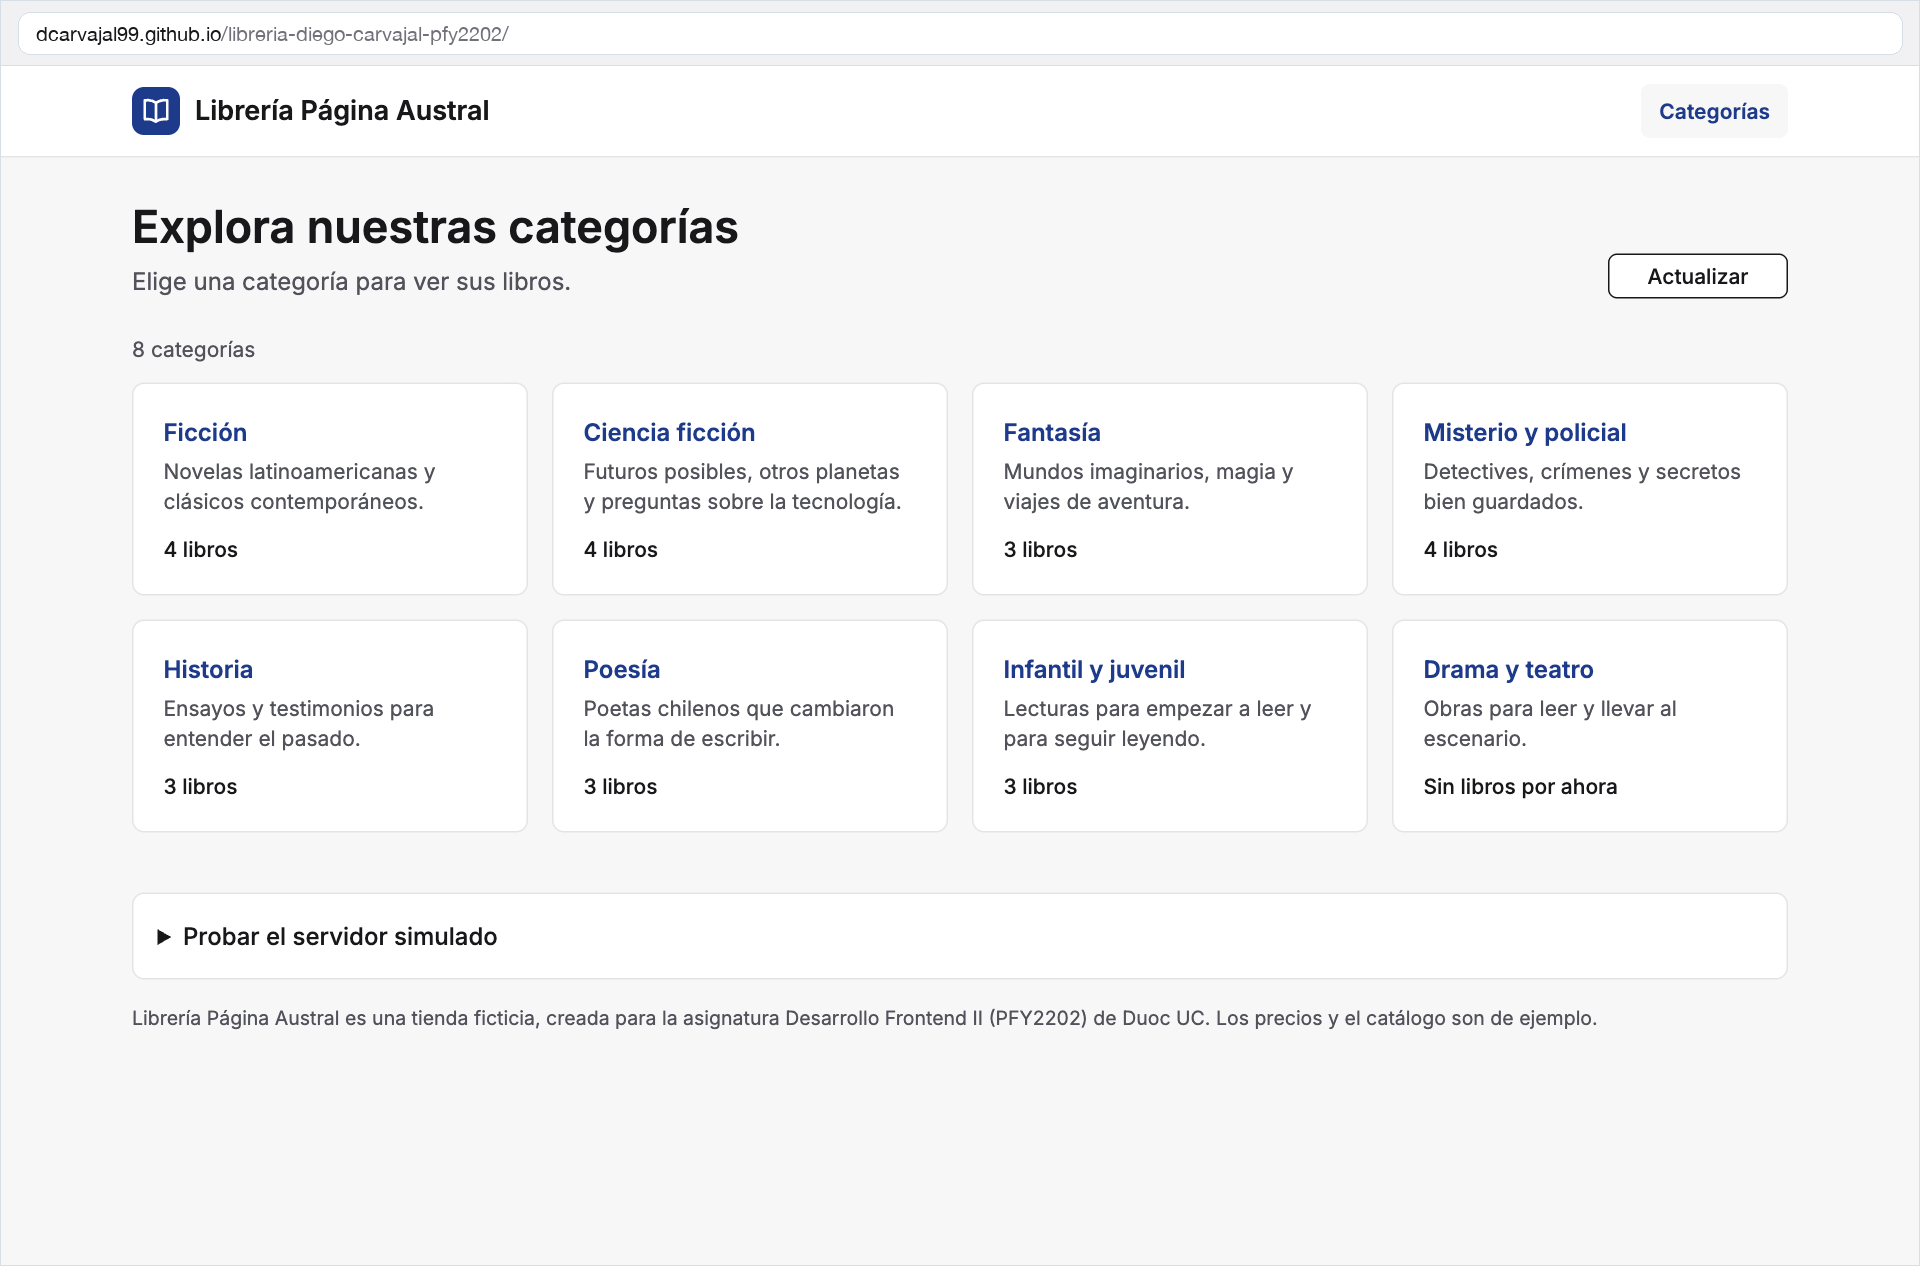 dcarvajal99.github.io/libreria-diego-carvajal-pfy2202/
Librería Página Austral
Categorías
Explora nuestras categorías
Elige una categoría para ver sus libros.
Actualizar
8 categorías
Ficción
Novelas latinoamericanas y
clásicos contemporáneos.
4 libros
Ciencia ficción
Futuros posibles, otros planetas
y preguntas sobre la tecnología.
4 libros
Fantasía
Mundos imaginarios, magia y
viajes de aventura.
3 libros
Misterio y policial
Detectives, crímenes y secretos
bien guardados.
4 libros
Historia
Ensayos y testimonios para
entender el pasado.
3 libros
Poesía
Poetas chilenos que cambiaron
la forma de escribir.
3 libros
Infantil y juvenil
Lecturas para empezar a leer y
para seguir leyendo.
3 libros
Drama y teatro
Obras para leer y llevar al
escenario.
Sin libros por ahora
Probar el servidor simulado
Librería Página Austral es una tienda ficticia, creada para la asignatura Desarrollo Frontend II (PFY2202) de Duoc UC. Los precios y el catálogo son de ejemplo.